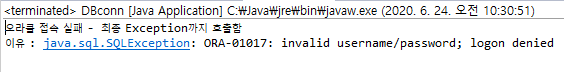 <terminated> DBconn [Java Application] C:￦Java￦jre￦bin￦javaw.exe (2020. 6. 24. 오전 10:30:51)
오라클 접속 실패 - 최종 Exception까지 호출함
이유 : java.sql.SQLException: ORA-01017: invalid username/password; logon denied